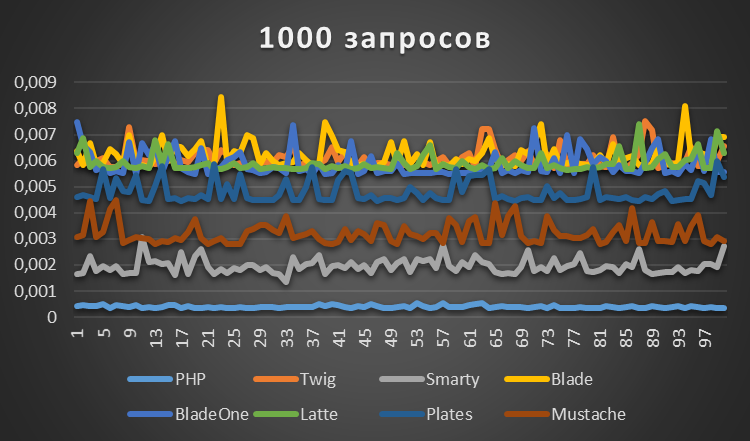 1000 запросов
0,009
0,008
0,007
0,006
0,005
0,004
0,003
0,002
0,001
0
1 5 9 13 17 21 25 29 33 37 41 45 49 53 57 61 65 69 73 77 81 85 89 93 97
PHP Twig Smarty Blade
BladeOne Latte Plates Mustache